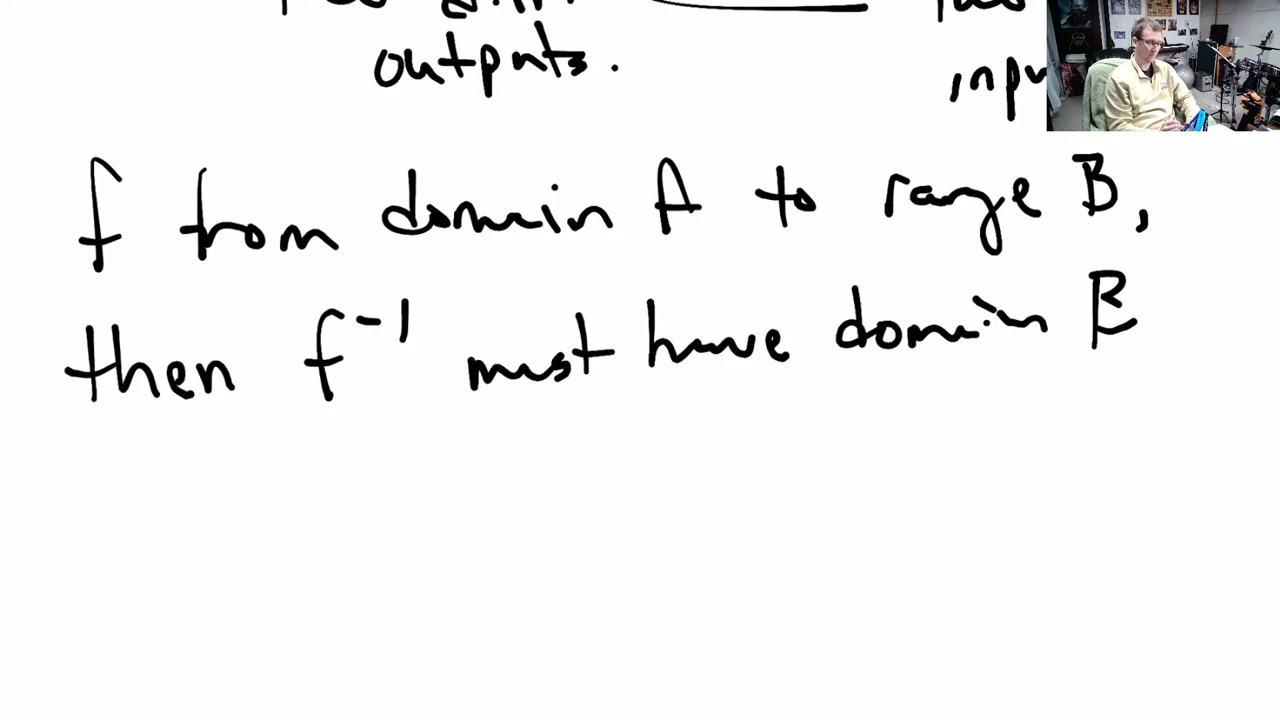 outputs.
f from domain A to range B,
then f⁻¹ must have domain B